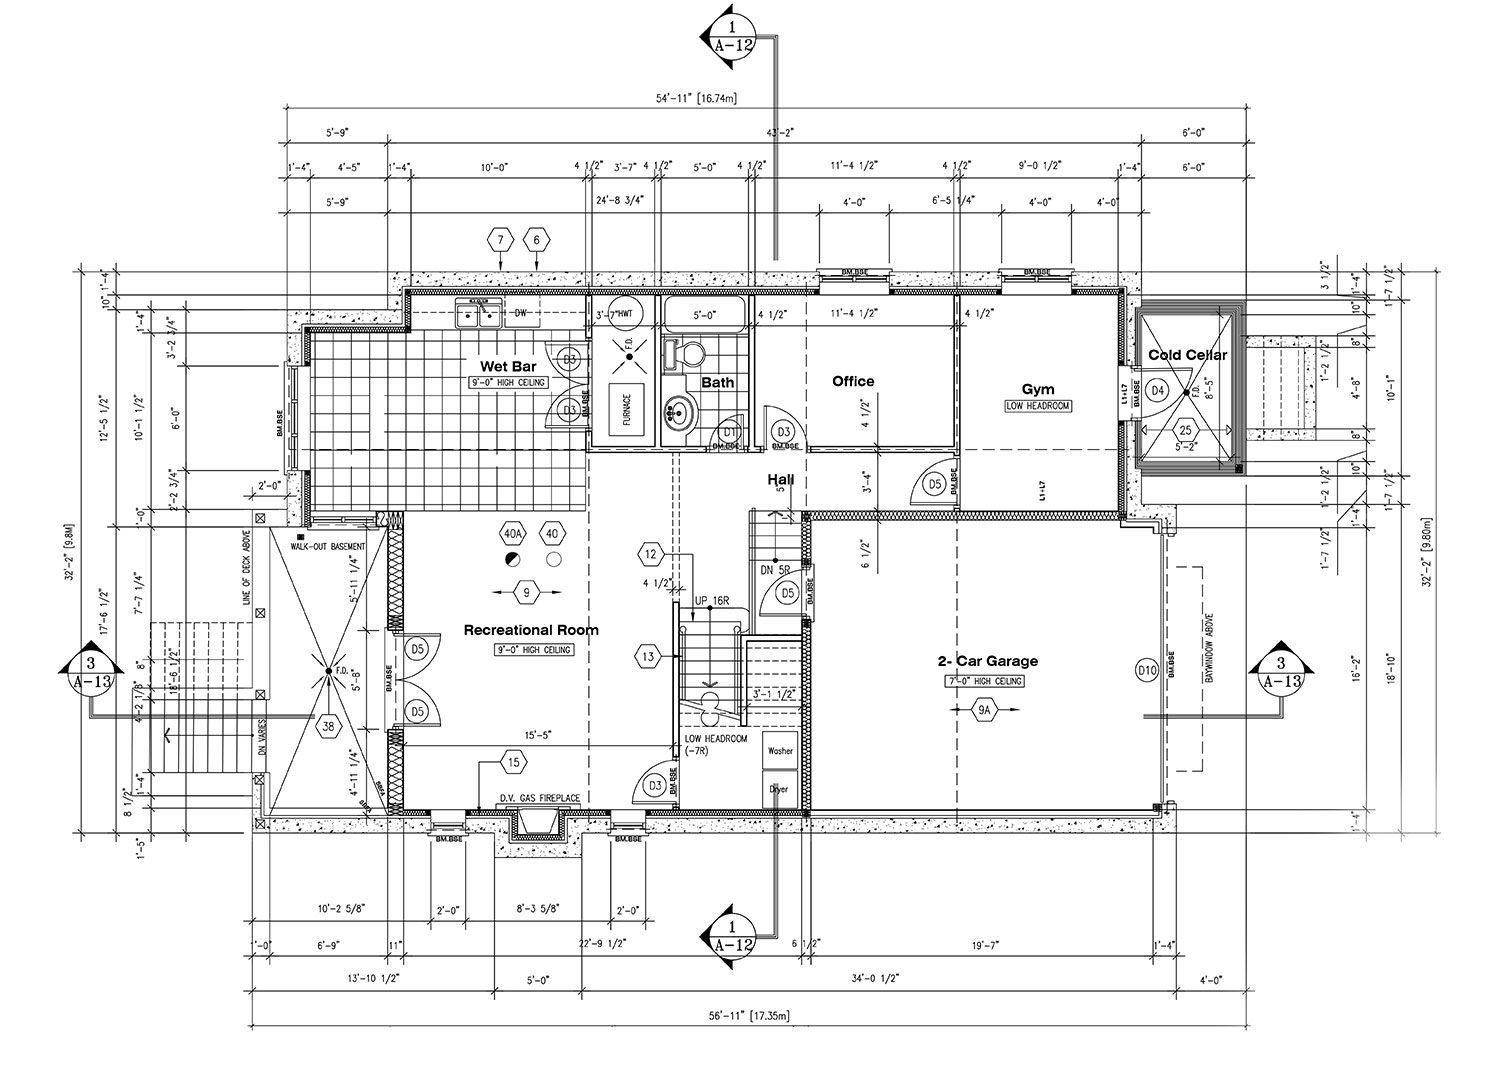 1
A-12
54'-11" [16.74m]
5'-9"
43'-2"
6'-0"
1'-4"
4'-5"
1'-4"
10'-0"
4 1/2"
3'-7"
4 1/2"
5'-0"
4 1/2"
11'-4 1/2"
4 1/2"
9'-0 1/2"
1'-4"
6'-0"
5'-9"
24'-8 3/4"
4'-0"
6'-5 1/4"
4'-0"
4'-0"
7
6
BM.BSE
BM.BSE
3'-7"
HWT
5'-0"
4 1/2"
11'-4 1/2"
4 1/2"
DW
F.D.
Wet Bar
9'-0" HIGH CEILING
D3
D3
BM.BSE
FURNACE
Bath
D1
BM.BSE
Office
D3
BM.BSE
4 1/2"
Gym
LOW HEADROOM
L1+L7
L1+L7
BM.BSE
Cold Cellar
D4
F.D.
8'-5"
25
5'-2"
Hall
5'
3'-4"
D5
BM.BSE
BM.BSE
10"
1'-4"
1'-4"
3'-2 3/4"
12'-5 1/2"
10'-1 1/2"
6'-0"
2'-2 3/4"
2'-0"
1'-0"
32'-2" [9.8M]
17'-6 1/2"
7'-7 1/4"
8"
18'-6 1/2"
4'-2 1/8"
1'-4"
8 1/2"
1'-5"
LINE OF DECK ABOVE
DN VARIES
WALK-OUT BASEMENT
5'-11 1/4"
5'-8"
4'-11 1/4"
F.D.
38
BM.BSE
D5
D5
40A
40
9
Recreational Room
9'-0" HIGH CEILING
15'-5"
15
D.V. GAS FIREPLACE
D3
BM.BSE
BM.BSE
BM.BSE
12
4 1/2"
UP 16R
13
DN 5R
D5
BM.BSE
3'-1 1/2"
LOW HEADROOM
(-7R)
Washer
Dryer
6 1/2"
2- Car Garage
7'-0" HIGH CEILING
9A
D10
BM.BSE
BAYWINDOW ABOVE
3
A-13
3
A-13
3 1/2"
1'-4"
10"
8"
1'-7 1/2"
1'-2 1/2"
4'-8"
10'-1"
8"
10"
1'-2 1/2"
1'-4"
1'-7 1/2"
1'-7 1/2"
32'-2" [9.80m]
16'-2"
18'-10"
1'-4"
10'-2 5/8"
2'-0"
8'-3 5/8"
2'-0"
1
A-12
1'-0"
6'-9"
11"
22'-9 1/2"
6 1/2"
19'-7"
1'-4"
13'-10 1/2"
5'-0"
34'-0 1/2"
4'-0"
56'-11" [17.35m]